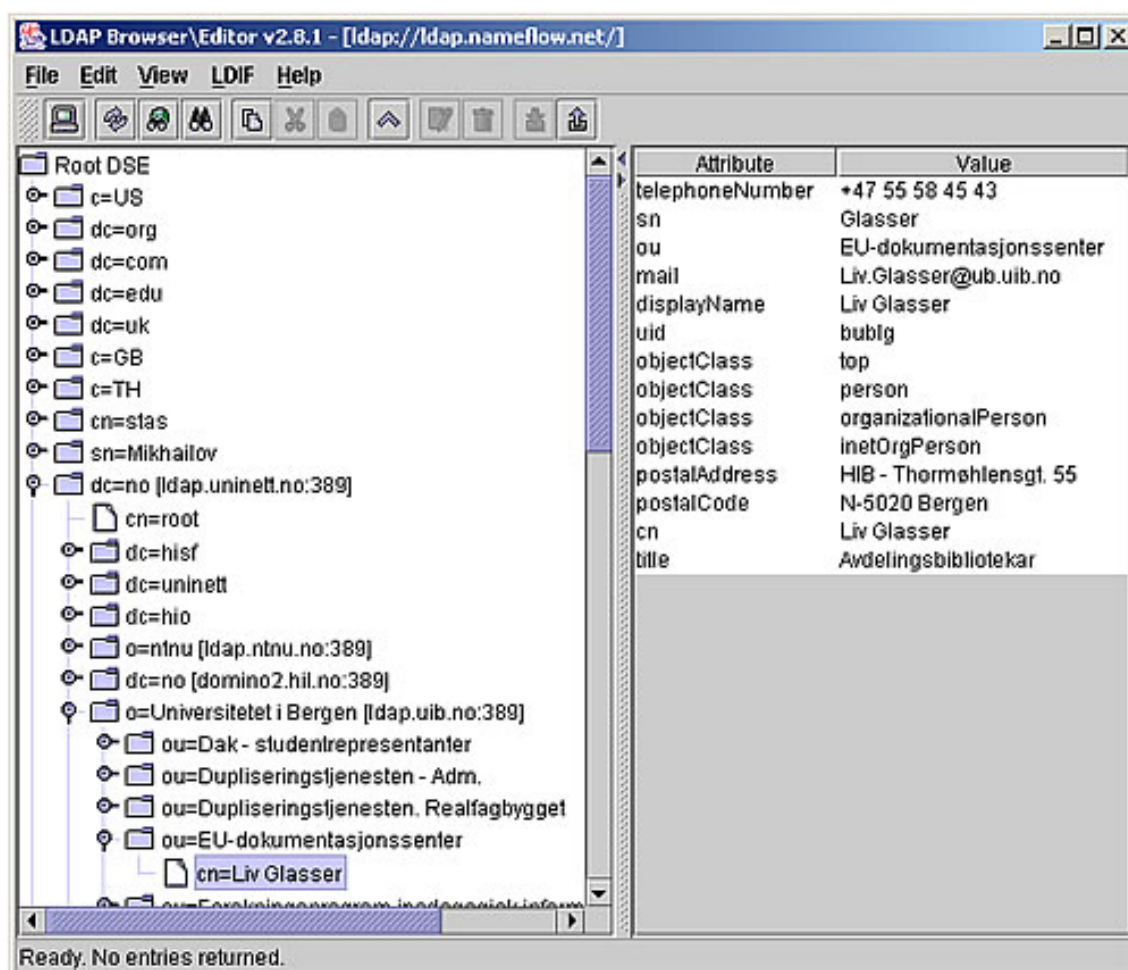 LDAP Browser\Editor v2.8.1 - [ldap://ldap.nameflow.net/]
File Edit View LDIF Help
Root DSE
c=US
dc=org
dc=com
dc=edu
dc=uk
c=GB
c=TH
cn=stas
sn=Mikhailov
dc=no [ldap.uninett.no:389]
cn=root
dc=hisf
dc=uninett
dc=hio
o=ntnu [ldap.ntnu.no:389]
dc=no [domino2.hil.no:389]
o=Universitetet i Bergen [ldap.uib.no:389]
ou=Dak - studentrepresentanter
ou=Dupliseringstjenesten - Adm.
ou=Dupliseringstjenesten. Realfagbygget
ou=EU-dokumentasjonssenter
cn=Liv Glasser
Attribute Value
telephoneNumber +47 55 58 45 43
sn Glasser
ou EU-dokumentasjonssenter
mail Liv.Glasser@ub.uib.no
displayName Liv Glasser
uid bublg
objectClass top
objectClass person
objectClass organizationalPerson
objectClass inetOrgPerson
postalAddress HIB - Thormøhlensgt. 55
postalCode N-5020 Bergen
cn Liv Glasser
title Avdelingsbibliotekar
Ready. No entries returned.